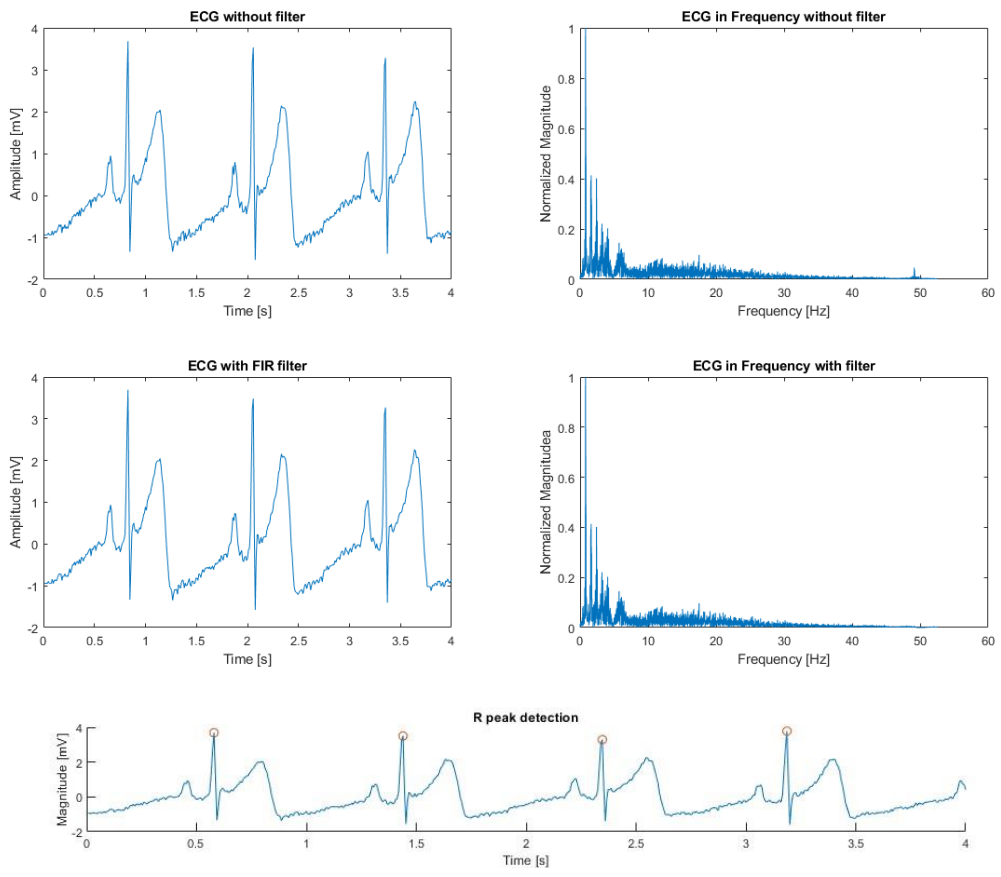 ECG without filter
4
3
2
1
0
-1
-2
Amplitude [mV]
0 0.5 1 1.5 2 2.5 3 3.5 4
Time [s]
ECG in Frequency without filter
1
0.8
0.6
0.4
0.2
0
Normalized Magnitude
0 10 20 30 40 50 60
Frequency [Hz]
ECG with FIR filter
4
3
2
1
0
-1
-2
Amplitude [mV]
0 0.5 1 1.5 2 2.5 3 3.5 4
Time [s]
ECG in Frequency with filter
1
0.8
0.6
0.4
0.2
0
Normalized Magnitudea
0 10 20 30 40 50 60
Frequency [Hz]
R peak detection
4
2
0
-2
Magnitude [mV]
0 0.5 1 1.5 2 2.5 3 3.5 4
Time [s]